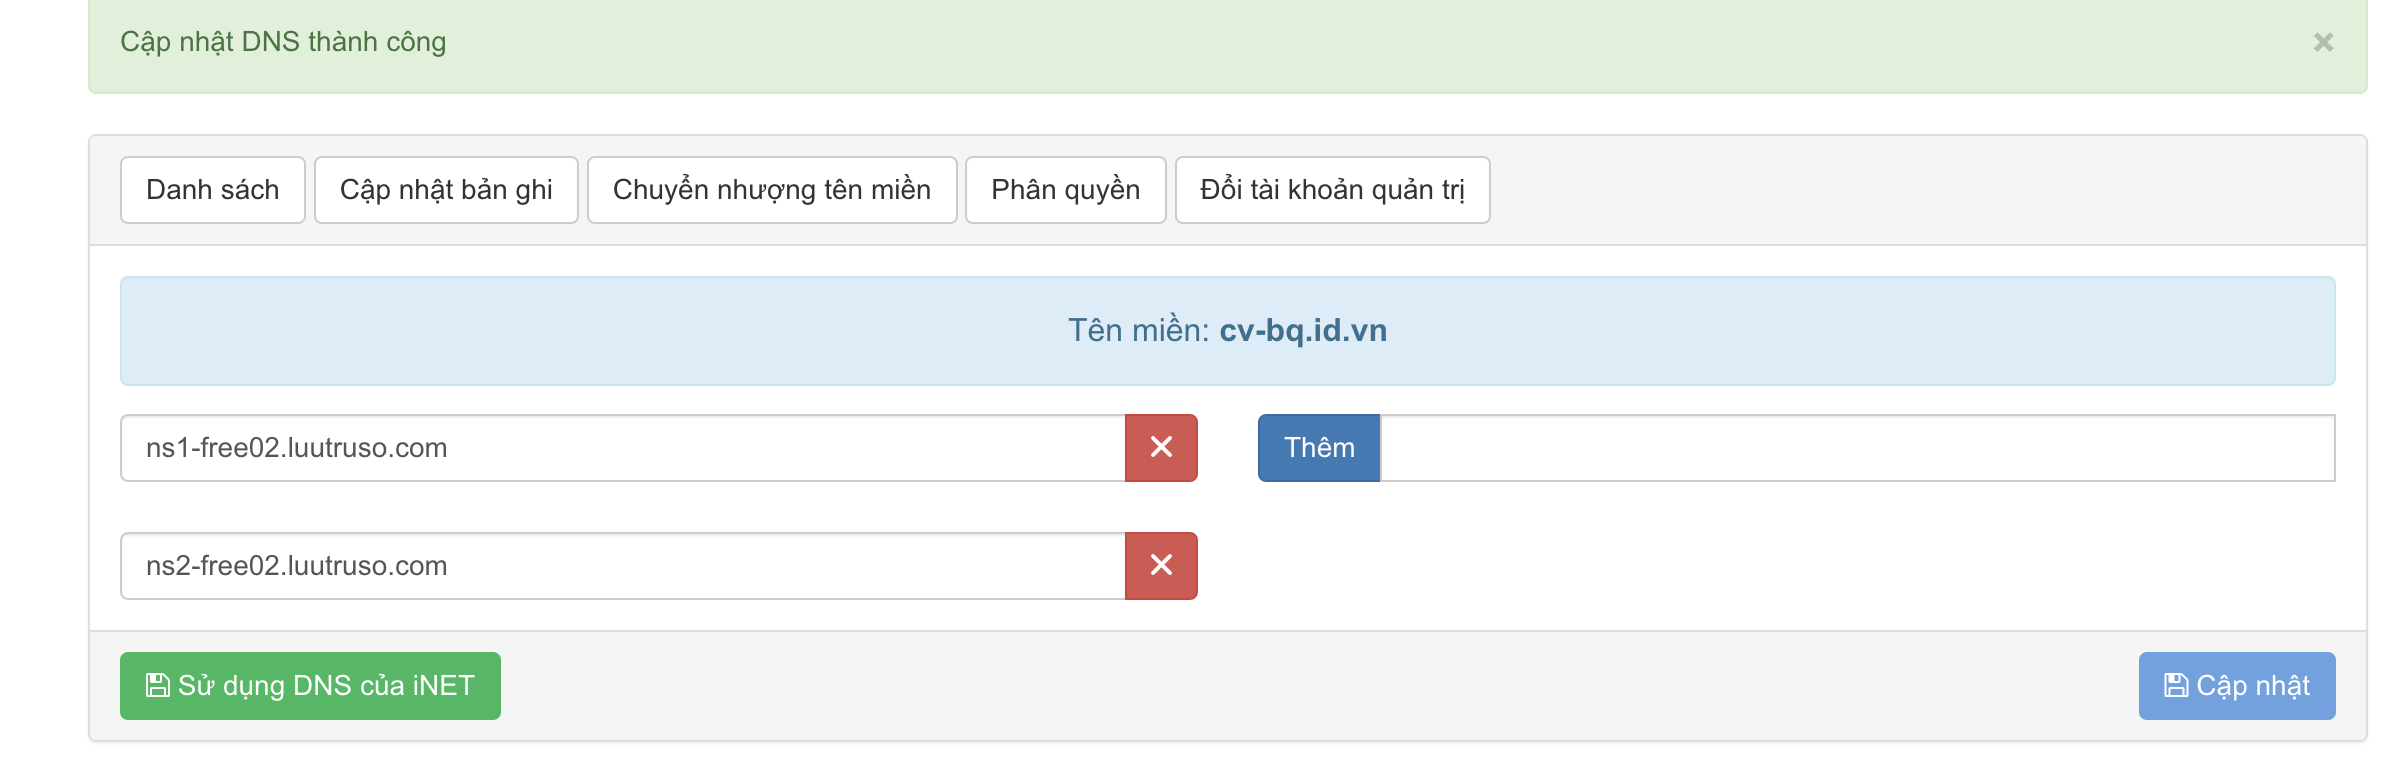 Cập nhật DNS thành công
Danh sách
Cập nhật bản ghi
Chuyển nhượng tên miền
Phân quyền
Đổi tài khoản quản trị
Tên miền: cv-bq.id.vn
ns1-free02.luutruso.com
Thêm
ns2-free02.luutruso.com
Sử dụng DNS của iNET
Cập nhật